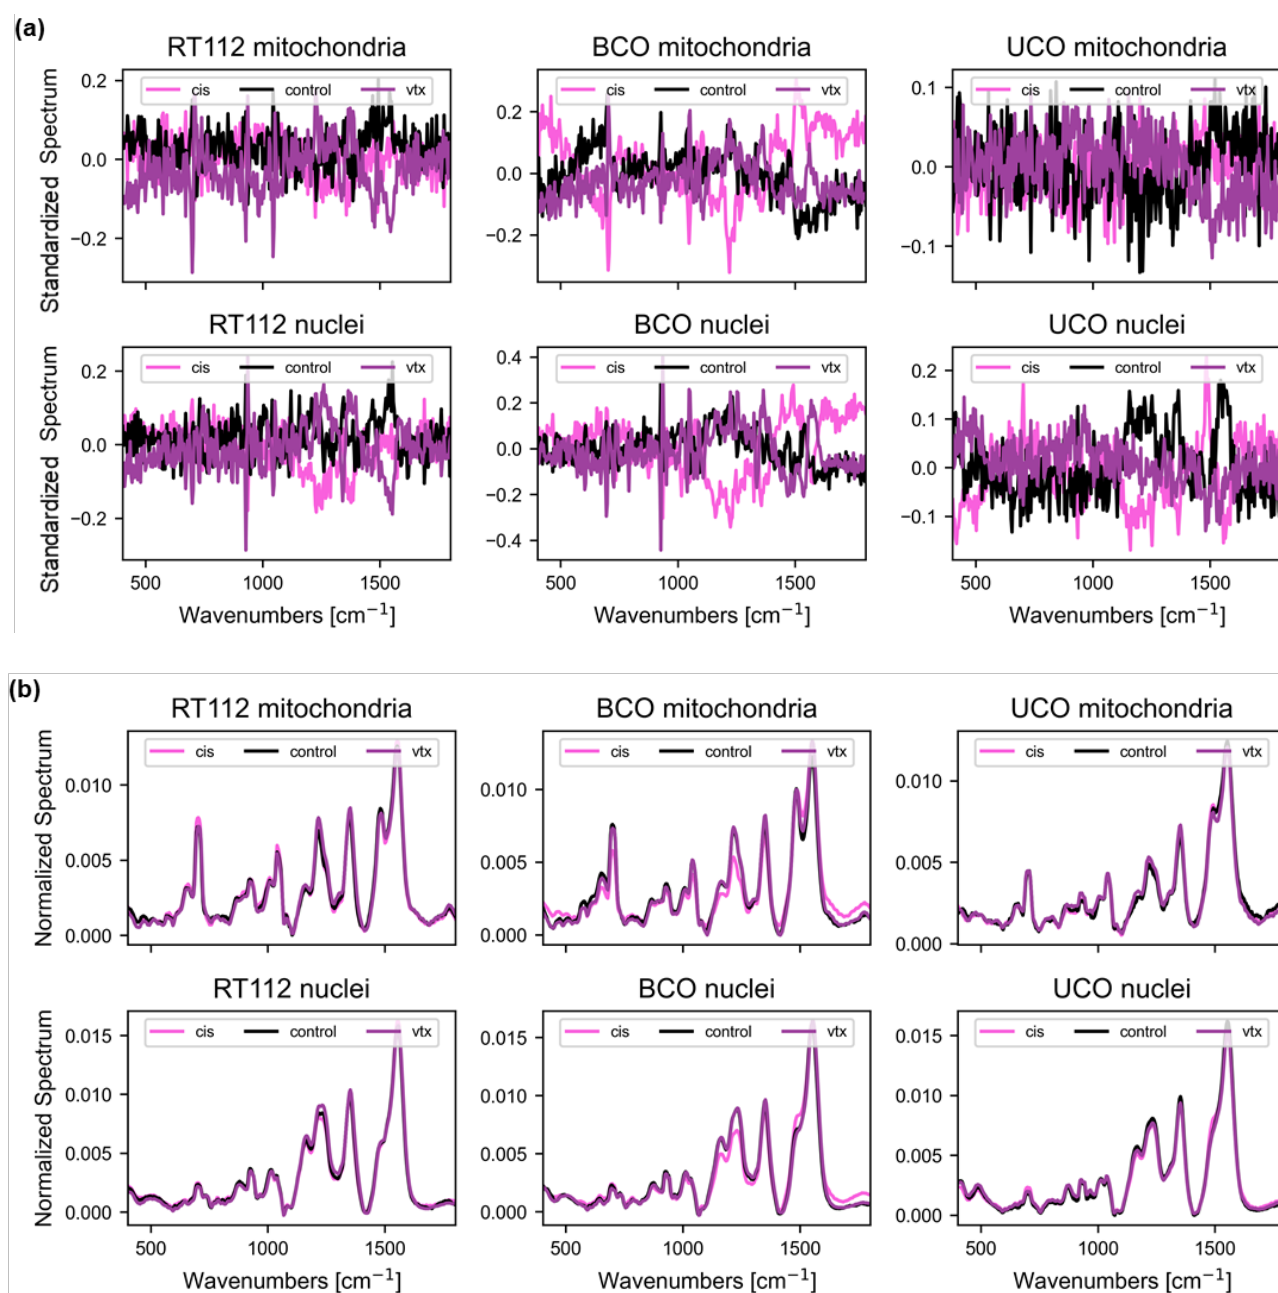 (a)
RT112 mitochondria
BCO mitochondria
UCO mitochondria
cis control vtx
cis control vtx
cis control vtx
Standardized Spectrum
0.2
0.0
−0.2
0.2
0.0
−0.2
0.1
0.0
−0.1
RT112 nuclei
BCO nuclei
UCO nuclei
cis control vtx
cis control vtx
cis control vtx
Standardized Spectrum
0.2
0.0
−0.2
0.4
0.2
0.0
−0.2
−0.4
0.2
0.1
0.0
−0.1
500 1000 1500
500 1000 1500
500 1000 1500
Wavenumbers [cm⁻¹]
Wavenumbers [cm⁻¹]
Wavenumbers [cm⁻¹]
(b)
RT112 mitochondria
BCO mitochondria
UCO mitochondria
cis control vtx
cis control vtx
cis control vtx
Normalized Spectrum
0.010
0.005
0.000
0.010
0.005
0.000
0.010
0.005
0.000
RT112 nuclei
BCO nuclei
UCO nuclei
cis control vtx
cis control vtx
cis control vtx
Normalized Spectrum
0.015
0.010
0.005
0.000
0.015
0.010
0.005
0.000
0.015
0.010
0.005
0.000
500 1000 1500
500 1000 1500
500 1000 1500
Wavenumbers [cm⁻¹]
Wavenumbers [cm⁻¹]
Wavenumbers [cm⁻¹]